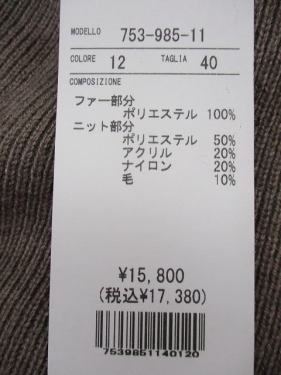 MODELLO 753-985-11
COLORE 12 TAGLIA 40
COMPOSIZIONE
ファー部分
ポリエステル 100%
ニット部分
ポリエステル 50%
アクリル 20%
ナイロン 20%
毛 10%
¥15,800
(税込¥17,380)
7539851140120